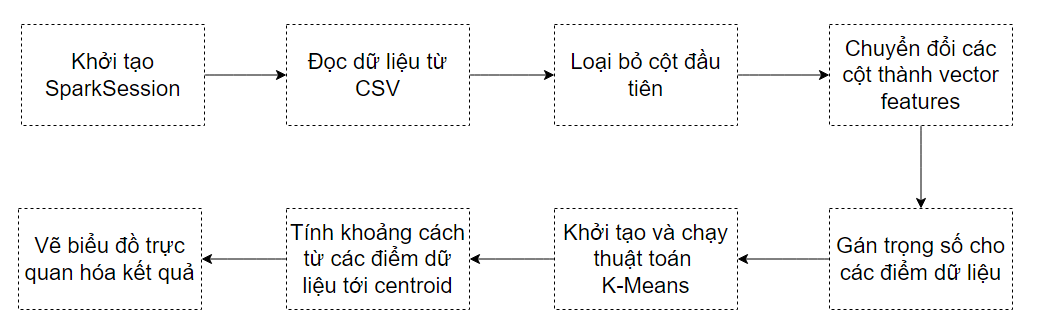 Khởi tạo
SparkSession
Đọc dữ liệu từ
CSV
Loại bỏ cột đầu
tiên
Chuyển đổi các
cột thành vector
features
Gán trọng số cho
các điểm dữ liệu
Khởi tạo và chạy
thuật toán
K-Means
Tính khoảng cách
từ các điểm dữ
liệu tới centroid
Vẽ biểu đồ trực
quan hóa kết quả